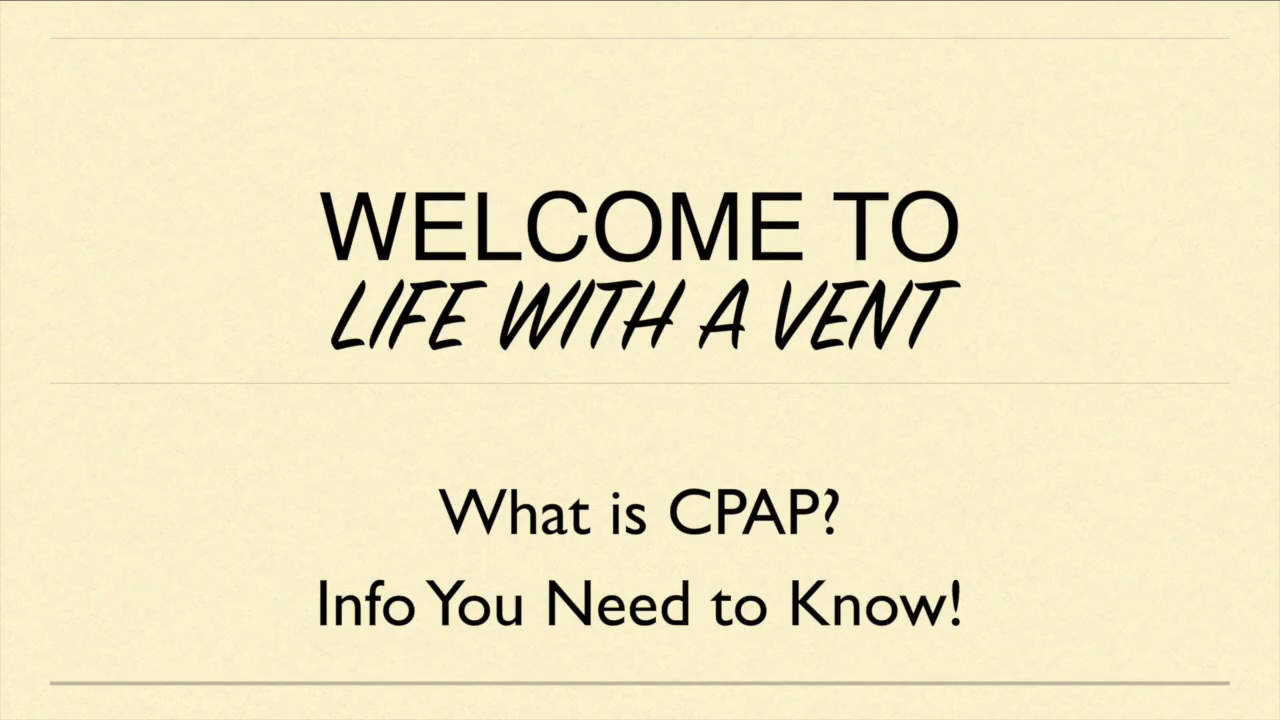 WELCOME TO
LIFE WITH A VENT
What is CPAP?
Info You Need to Know!